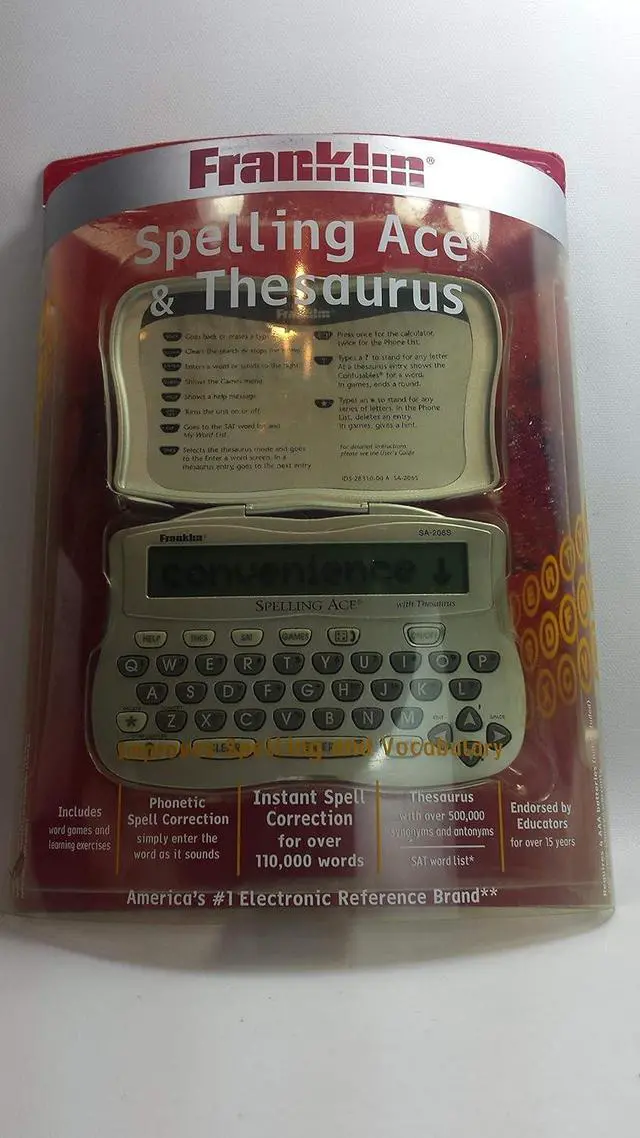 Franklin®
Spelling Ace®
& Thesaurus
Franklin
Goes back or erases a type
Clears the search or stops the
Enters a word or scrolls to the right
Shows the Games menu
Shows a help message
Turns the unit on or off
Goes to the SAT word list and
My Word List.
Selects the thesaurus mode and goes
to the Enter a word screen. In a
thesaurus entry, goes to the next entry
Press once for the calculator,
twice for the Phone List.
Types a ? to stand for any letter.
At a thesaurus entry, shows the
Confusables® for a word.
In games, ends a round.
Types an * to stand for any
series of letters. In the Phone
List, deletes an entry.
In games, gives a hint.
For detailed instructions,
please see the User's Guide
Franklin®
SA-206S
convenience ↓
SPELLING ACE® with Thesaurus
HELP THES SAT GAMES ON/OFF
Q W E R T Y U I O P
A S D F G H J K L
* Z X C V B N M SPACE
Improves Spelling and Vocabulary
Includes
word games and
learning exercises
Phonetic
Spell Correction
simply enter the
word as it sounds
Instant Spell
Correction
for over
110,000 words
Thesaurus
with over 500,000
synonyms and antonyms
SAT word list*
Endorsed by
Educators
for over 15 years
America's #1 Electronic Reference Brand**